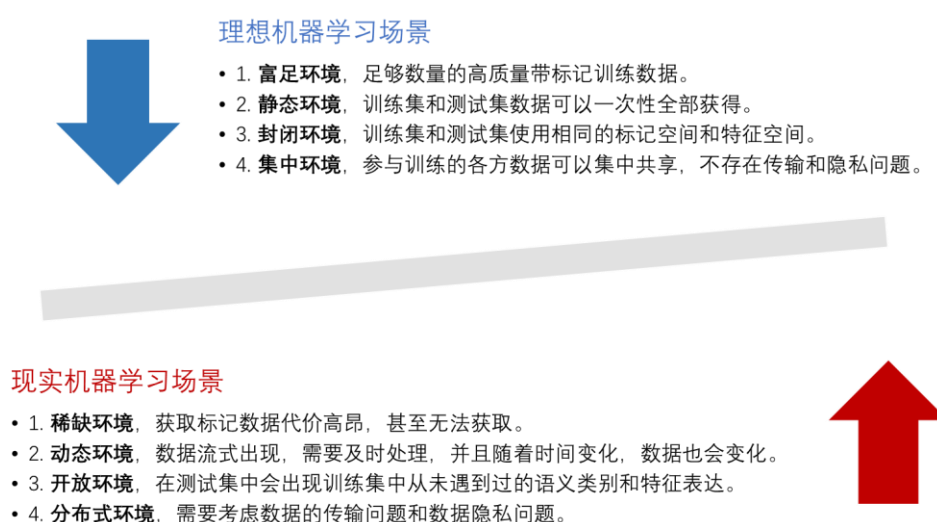 理想机器学习场景
• 1. 富足环境，足够数量的高质量带标记训练数据。
• 2. 静态环境，训练集和测试集数据可以一次性全部获得。
• 3. 封闭环境，训练集和测试集使用相同的标记空间和特征空间。
• 4. 集中环境，参与训练的各方数据可以集中共享，不存在传输和隐私问题。
现实机器学习场景
• 1. 稀缺环境，获取标记数据代价高昂，甚至无法获取。
• 2. 动态环境，数据流式出现，需要及时处理，并且随着时间变化，数据也会变化。
• 3. 开放环境，在测试集中会出现训练集中从未遇到过的语义类别和特征表达。
• 4. 分布式环境，需要考虑数据的传输问题和数据隐私问题。